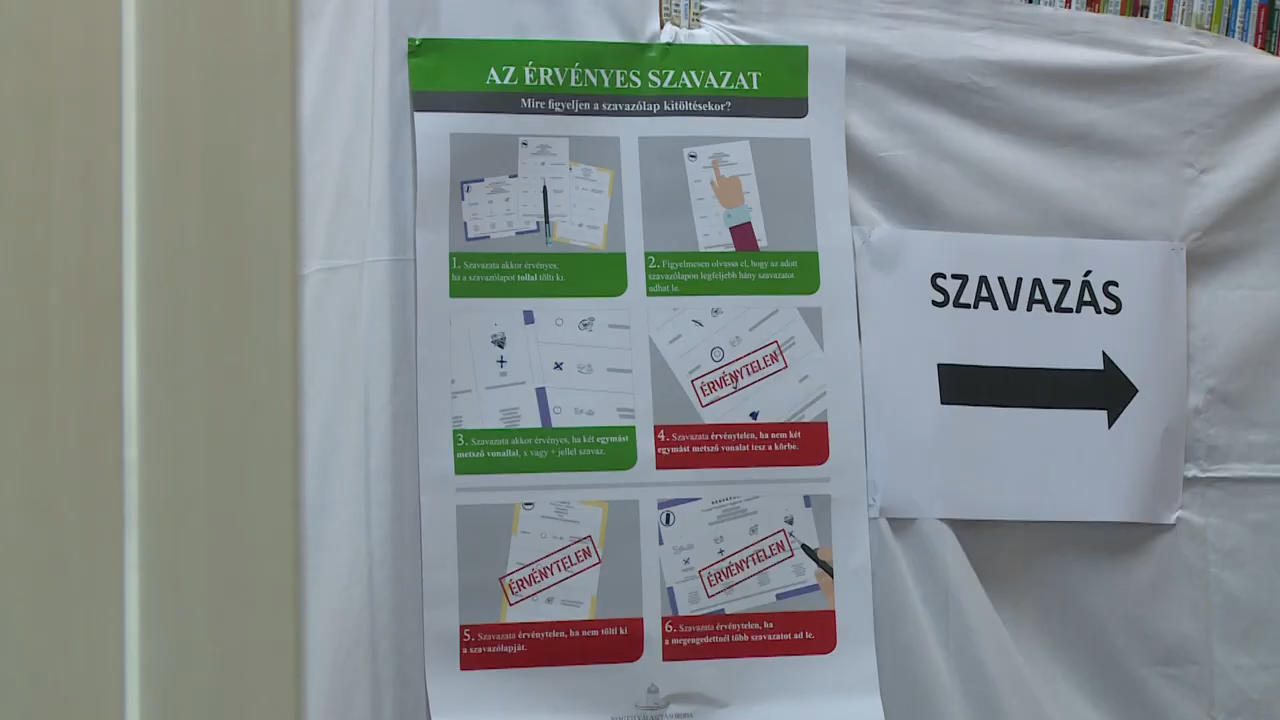 AZ ÉRVÉNYES SZAVAZAT
Mire figyeljen a szavazólap kitöltésekor?
1. Szavazata akkor érvényes,
ha a szavazólapot tollal tölti ki.
2. Figyelmesen olvassa el, hogy az adott
szavazólapon legfeljebb hány szavazatot
adhat le.
3. Szavazata akkor érvényes, ha két egymást
metsző vonallal, x vagy + jellel szavaz.
ÉRVÉNYTELEN
4. Szavazata érvénytelen, ha nem két
egymást metsző vonalat tesz a körbe.
ÉRVÉNYTELEN
5. Szavazata érvénytelen, ha nem tölti ki
a szavazólapját.
ÉRVÉNYTELEN
6. Szavazata érvénytelen, ha
a megengedettnél több szavazatot ad le.
SZAVAZÁS